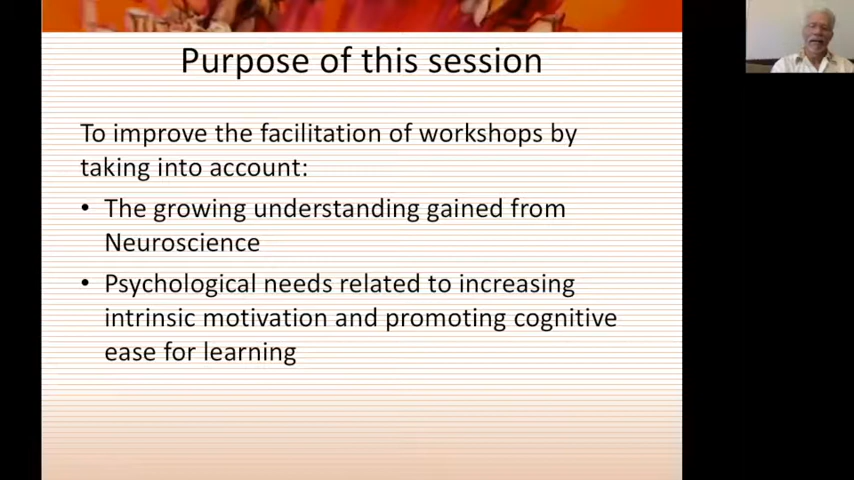 Purpose of this session
To improve the facilitation of workshops by
taking into account:
• The growing understanding gained from
Neuroscience
• Psychological needs related to increasing
intrinsic motivation and promoting cognitive
ease for learning